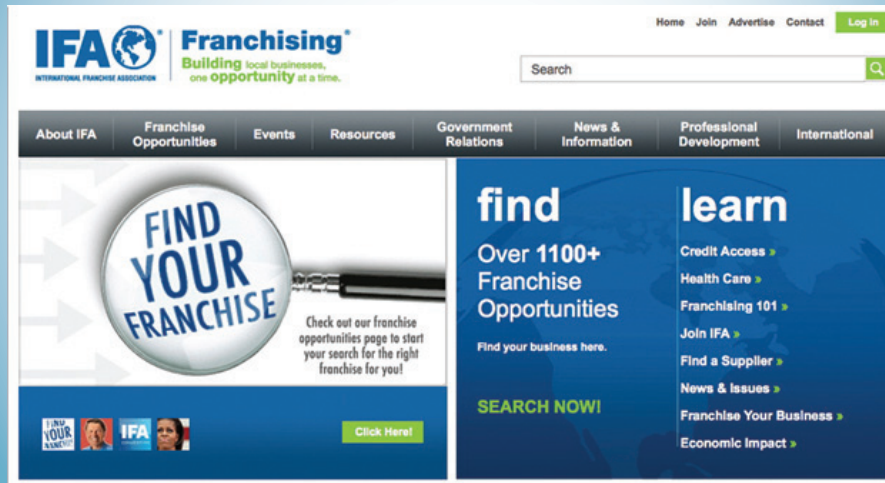 Home Join Advertise Contact Log In
IFA® Franchising®
INTERNATIONAL FRANCHISE ASSOCIATION
Building local businesses,
one opportunity at a time.
Search
About IFA Franchise Opportunities Events Resources Government Relations News & Information Professional Development International
FIND
YOUR
FRANCHISE
Check out our franchise
opportunities page to start
your search for the right
franchise for you!
FIND
YOUR
FRANCHISE
IFA
Click Here!
find
Over 1100+
Franchise
Opportunities
Find your business here.
SEARCH NOW!
learn
Credit Access »
Health Care »
Franchising 101 »
Join IFA »
Find a Supplier »
News & Issues »
Franchise Your Business »
Economic Impact »